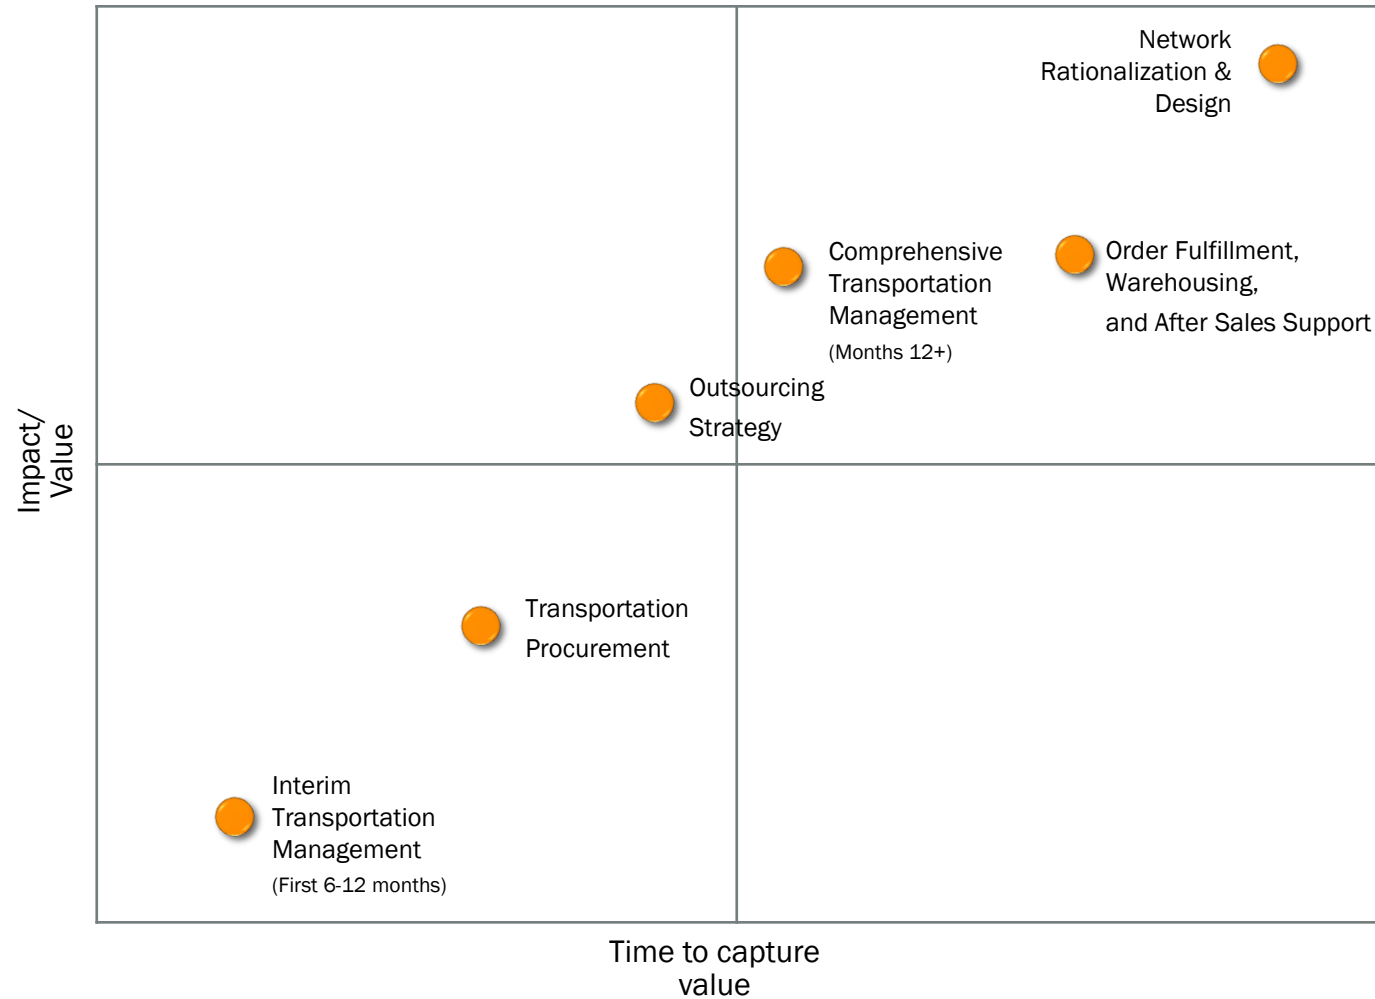 Network
Rationalization &
Design
Comprehensive
Transportation
Management
(Months 12+)
Order Fulfillment,
Warehousing,
and After Sales Support
Outsourcing
Strategy
Impact/
Value
Transportation
Procurement
Interim
Transportation
Management
(First 6-12 months)
Time to capture
value